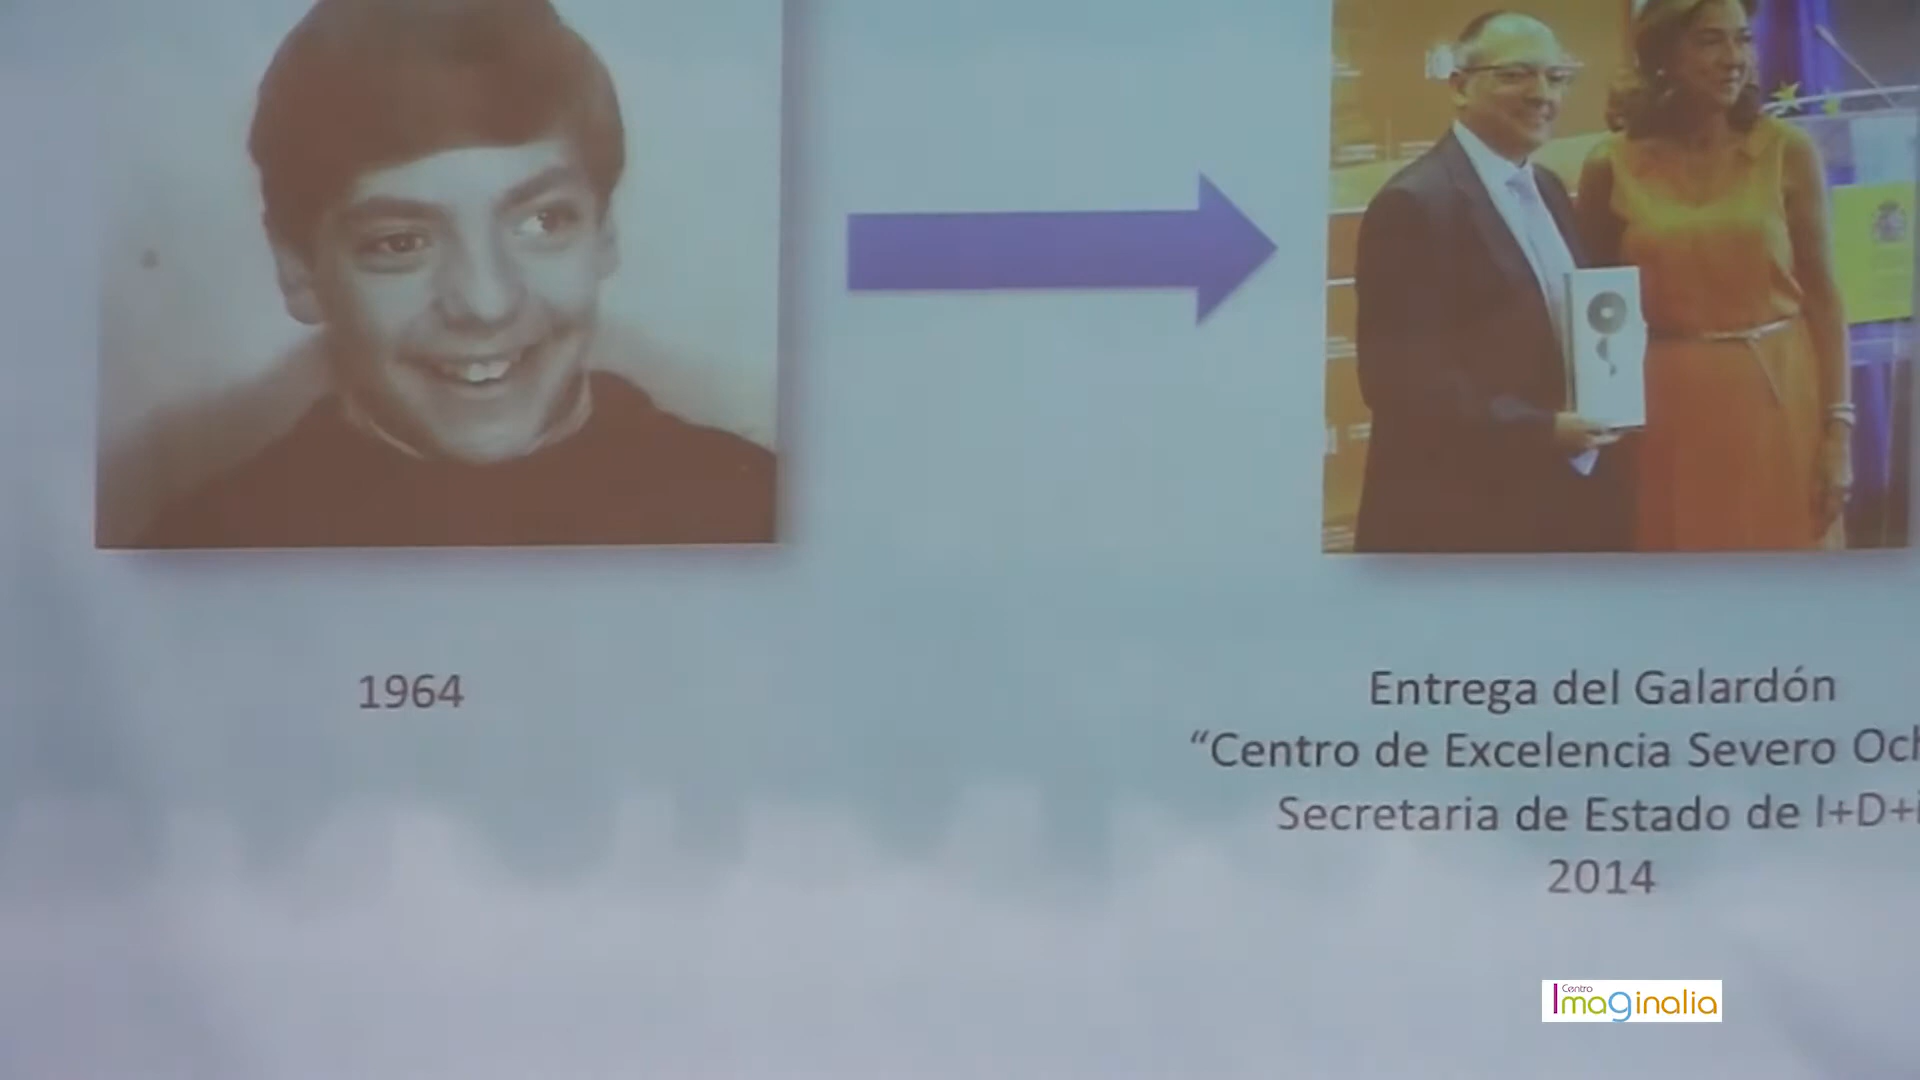 1964
Entrega del Galardón
“Centro de Excelencia Severo
Secretaria de Estado de I+D+i
2014
Centro
Imaginalia